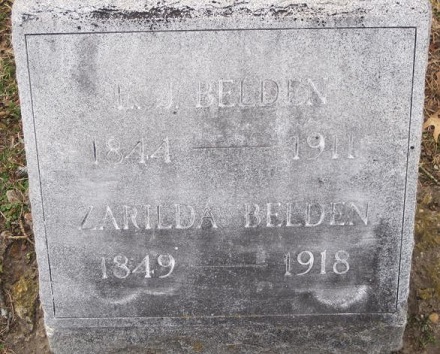 J. BELDEN
1844 — 1911
ZARILDA BELDEN
1849 — 1918